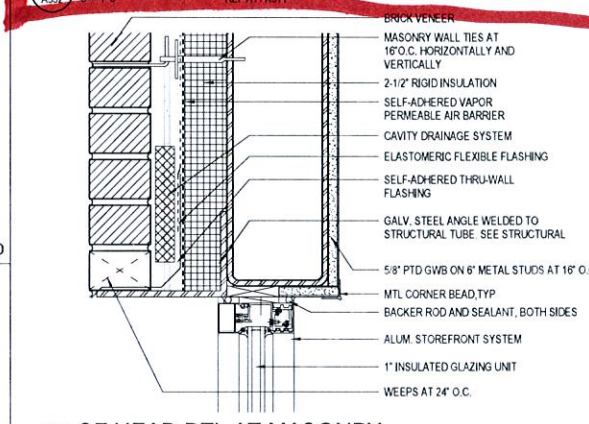 A552
BRICK VENEER
MASONRY WALL TIES AT
16"O.C. HORIZONTALLY AND
VERTICALLY
2-1/2" RIGID INSULATION
SELF-ADHERED VAPOR
PERMEABLE AIR BARRIER
CAVITY DRAINAGE SYSTEM
ELASTOMERIC FLEXIBLE FLASHING
SELF-ADHERED THRU-WALL
FLASHING
GALV. STEEL ANGLE WELDED TO
STRUCTURAL TUBE. SEE STRUCTURAL
5/8" PTD GWB ON 6" METAL STUDS AT 16" O.
MTL CORNER BEAD,TYP
BACKER ROD AND SEALANT, BOTH SIDES
ALUM. STOREFRONT SYSTEM
1" INSULATED GLAZING UNIT
WEEPS AT 24" O.C.